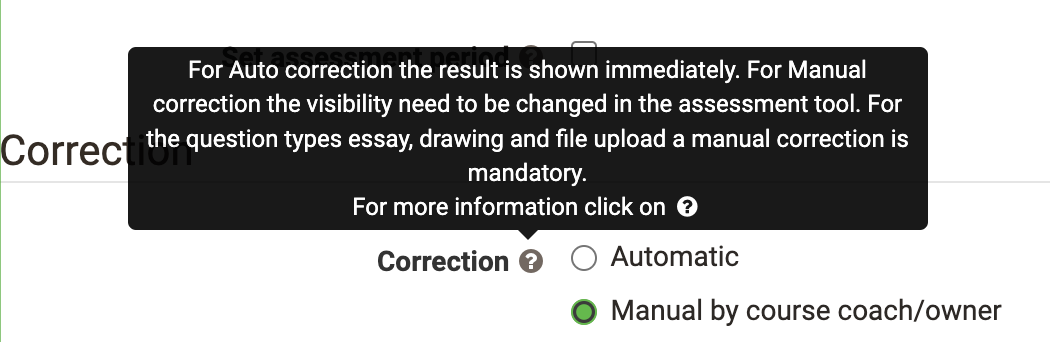 Set assessment period
For Auto correction the result is shown immediately. For Manual
correction the visibility need to be changed in the assessment tool. For
the question types essay, drawing and file upload a manual correction is
mandatory.
For more information click on ?
Correction
Correction ? Automatic
Manual by course coach/owner